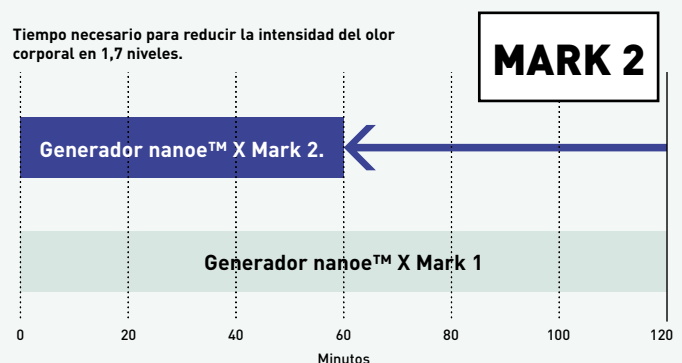 Tiempo necesario para reducir la intensidad del olor
corporal en 1,7 niveles.
MARK 2
Generador nanoe™ X Mark 2.
Generador nanoe™ X Mark 1
0 20 40 60 80 100 120
Minutos